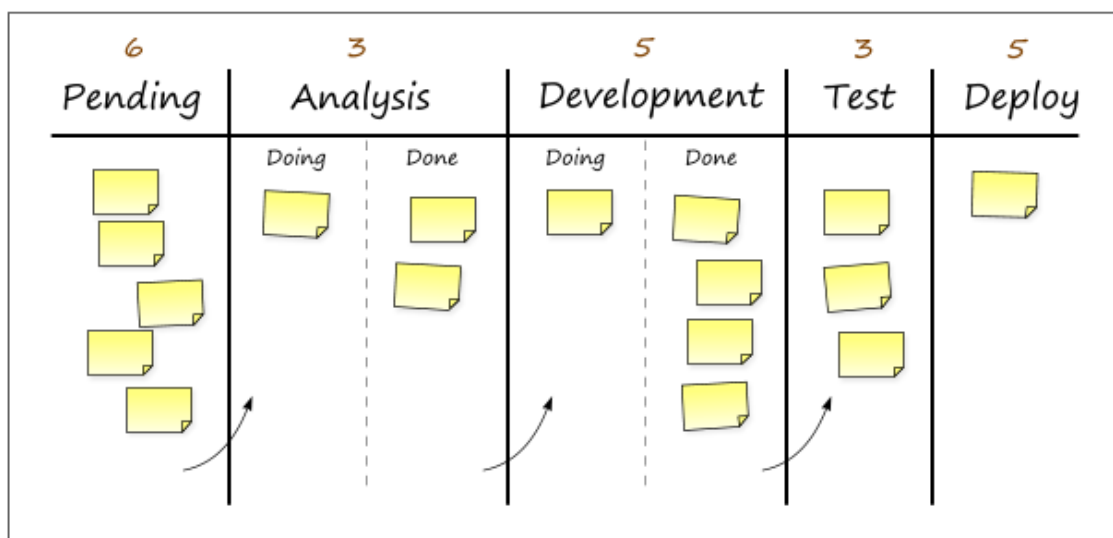 6 3 5 3 5
Pending Analysis Development Test Deploy
Doing Done Doing Done